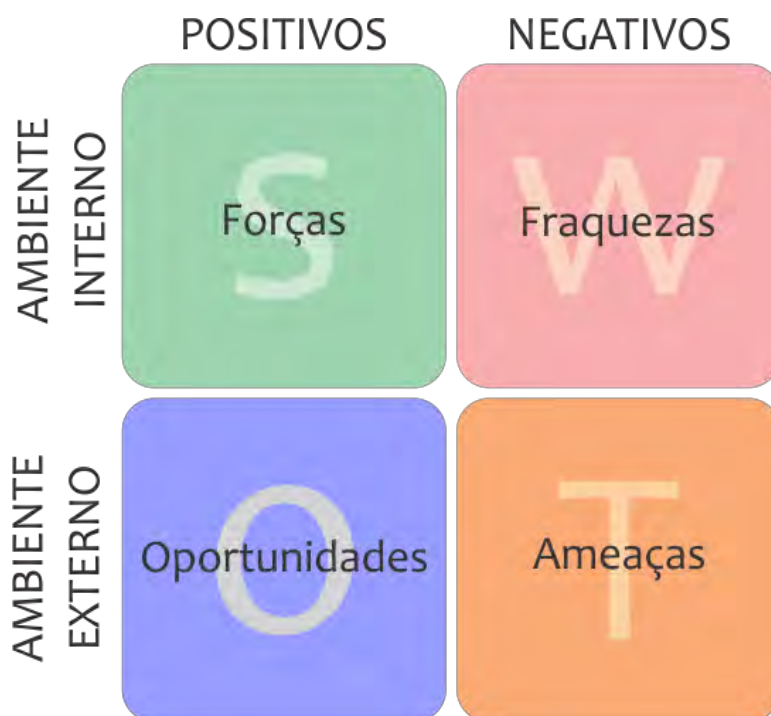 POSITIVOS
NEGATIVOS
AMBIENTE
INTERNO
S
Forças
W
Fraquezas
AMBIENTE
EXTERNO
O
Oportunidades
T
Ameaças